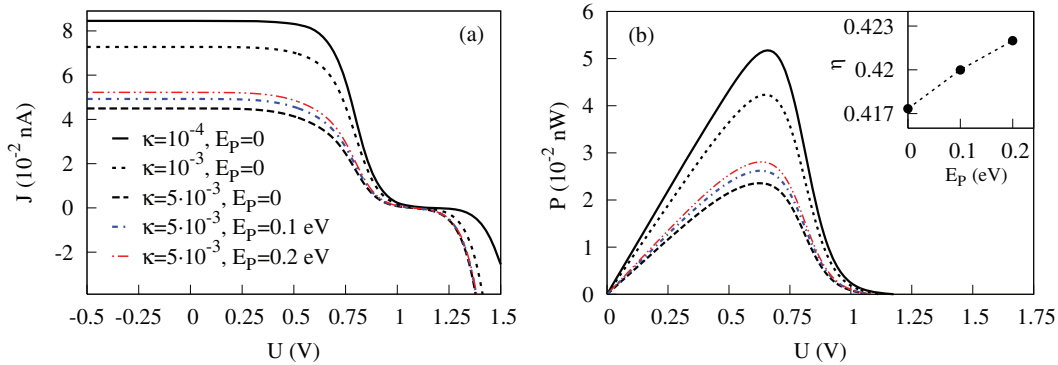 (a)
J (10⁻² nA)
8
6
4
2
0
-2
κ=10⁻⁴, E_P=0
κ=10⁻³, E_P=0
κ=5·10⁻³, E_P=0
κ=5·10⁻³, E_P=0.1 eV
κ=5·10⁻³, E_P=0.2 eV
-0.5 -0.25 0 0.25 0.5 0.75 1 1.25 1.5
U (V)
(b)
P (10⁻² nW)
6
5
4
3
2
1
0
0 0.25 0.5 0.75 1 1.25 1.5 1.75
U (V)
η
0.423
0.42
0.417
0 0.1 0.2
E_P (eV)